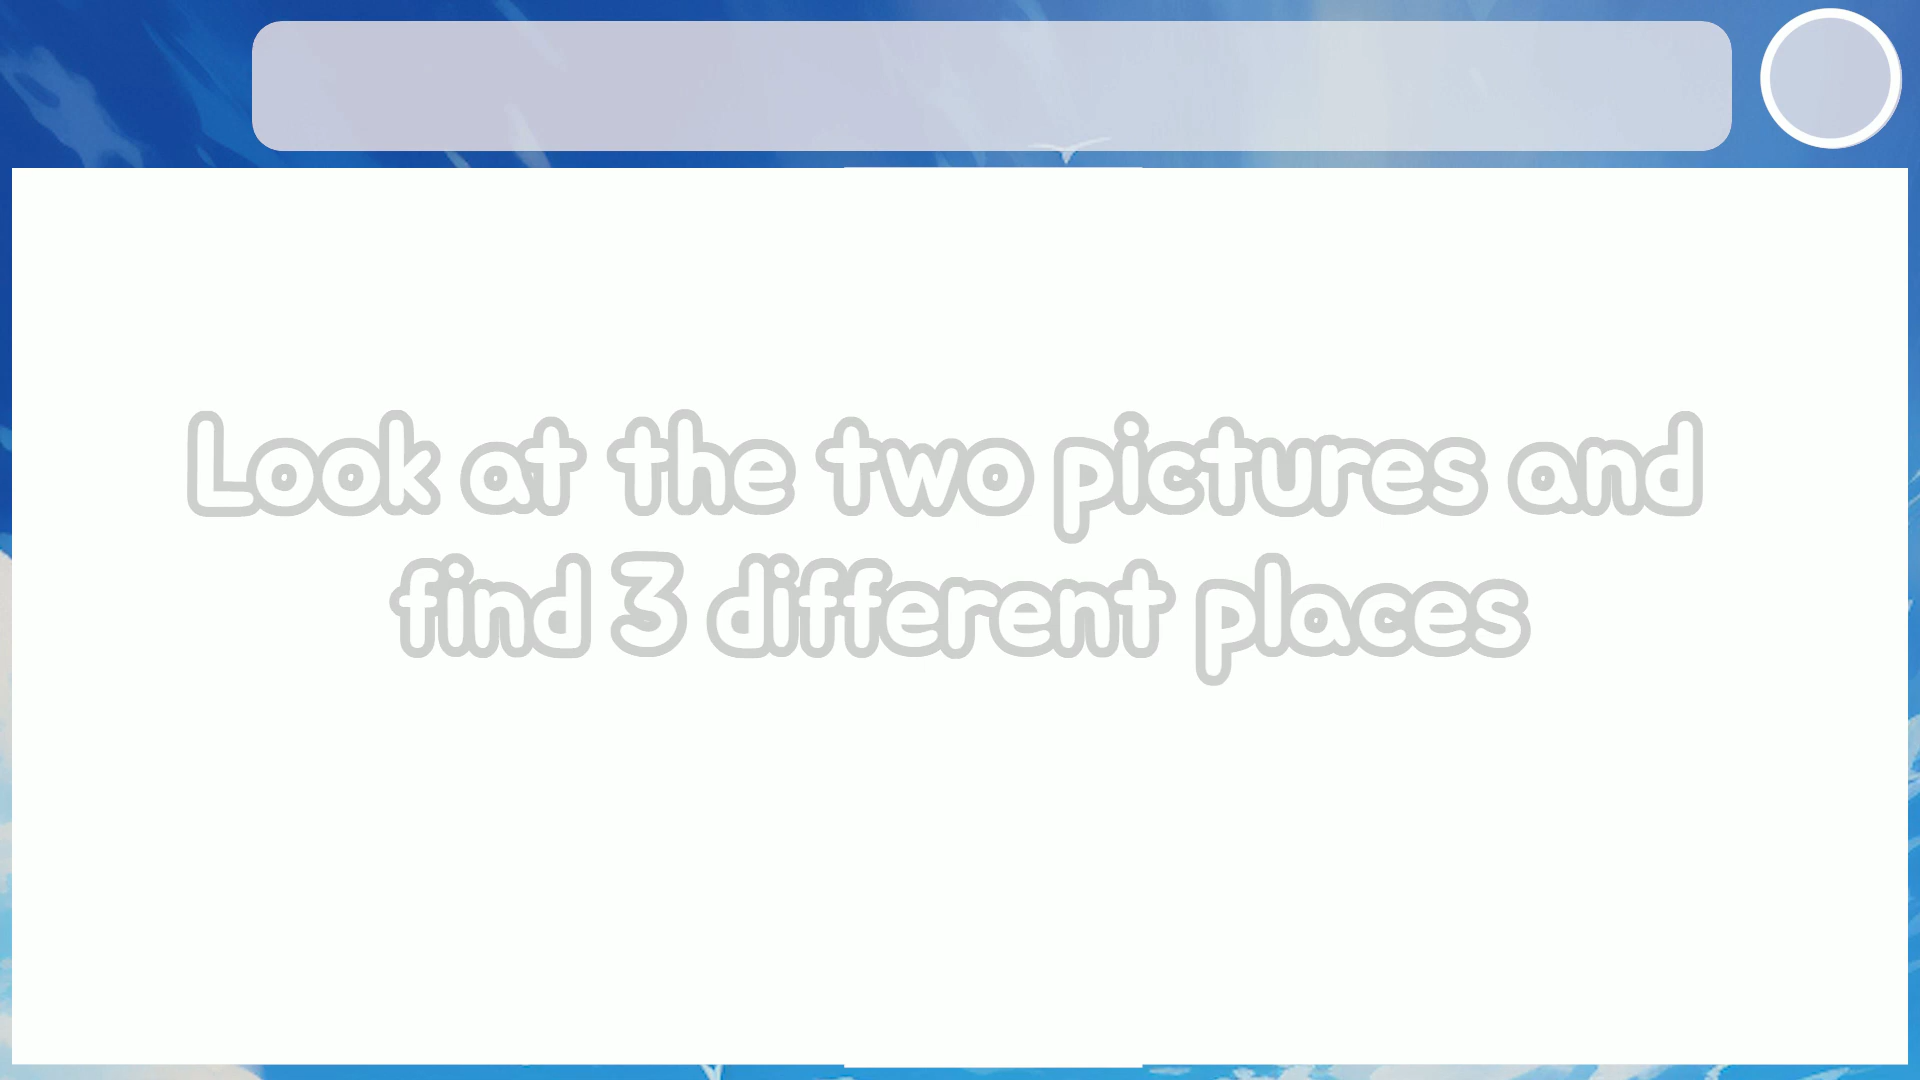 Look at the two pictures and
find 3 different places